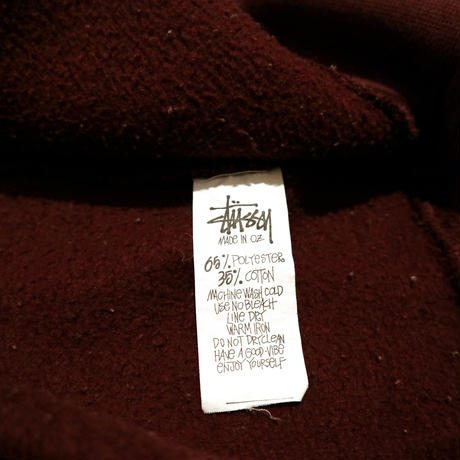 Stüssy
MADE IN OZ
65% POLYESTER
35% COTTON
MACHINE WASH COLD
USE NO BLEACH
LINE DRY
WARM IRON
DO NOT DRYCLEAN
HAVE A GOOD-VIBE
ENJOY YOURSELF